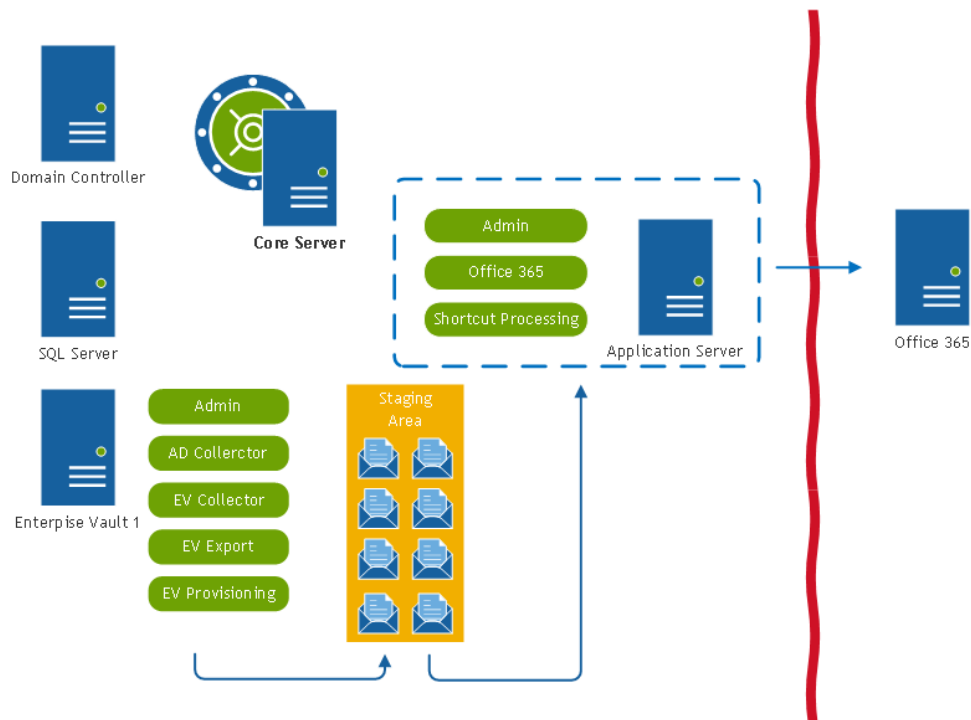 Domain Controller
Core Server
SQL Server
Admin
Office 365
Shortcut Processing
Application Server
Office 365
Enterpise Vault 1
Admin
AD Collerctor
EV Collector
EV Export
EV Provisioning
Staging
Area